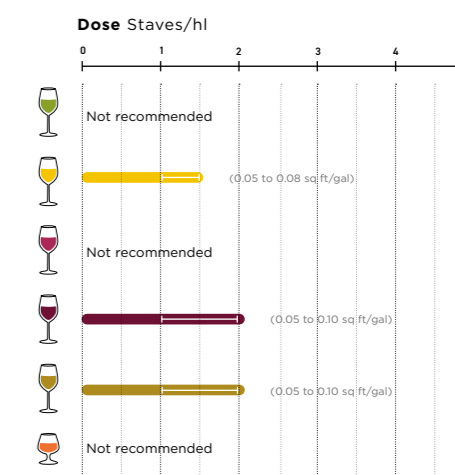 Dose Staves/hl
0 1 2 3 4
Not recommended
(0.05 to 0.08 sq ft/gal)
Not recommended
(0.05 to 0.10 sq ft/gal)
(0.05 to 0.10 sq ft/gal)
Not recommended